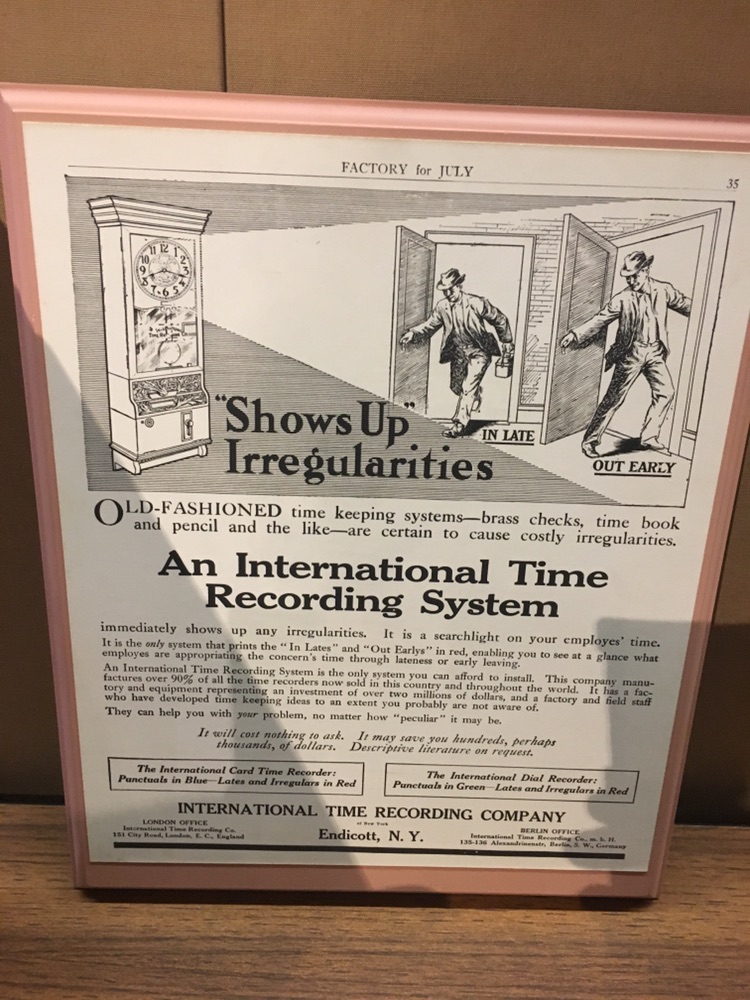 FACTORY for JULY
35
"Shows Up"
Irregularities
IN LATE
OUT EARLY
OLD-FASHIONED time keeping systems—brass checks, time book
and pencil and the like—are certain to cause costly irregularities.
An International Time
Recording System
immediately shows up any irregularities. It is a searchlight on your employes' time.
It is the only system that prints the "In Lates" and "Out Earlys" in red, enabling you to see at a glance what
employes are appropriating the concern's time through lateness or early leaving.
An International Time Recording System is the only system you can afford to install. This company manu-
factures over 90% of all the time recorders now sold in this country and throughout the world. It has a fac-
tory and equipment representing an investment of over two millions of dollars, and a factory and field staff
who have developed time keeping ideas to an extent you probably are not aware of.
They can help you with your problem, no matter how "peculiar" it may be.
It will cost nothing to ask. It may save you hundreds, perhaps
thousands, of dollars. Descriptive literature on request.
The International Card Time Recorder:
Punctuals in Blue—Lates and Irregulars in Red
The International Dial Recorder:
Punctuals in Green—Lates and Irregulars in Red
INTERNATIONAL TIME RECORDING COMPANY
of New York
Endicott, N. Y.
LONDON OFFICE
International Time Recording Co.
151 City Road, London, E. C., England
BERLIN OFFICE
International Time Recording Co., m. b. H.
135-136 Alexandrinenstr, Berlin, S. W., Germany